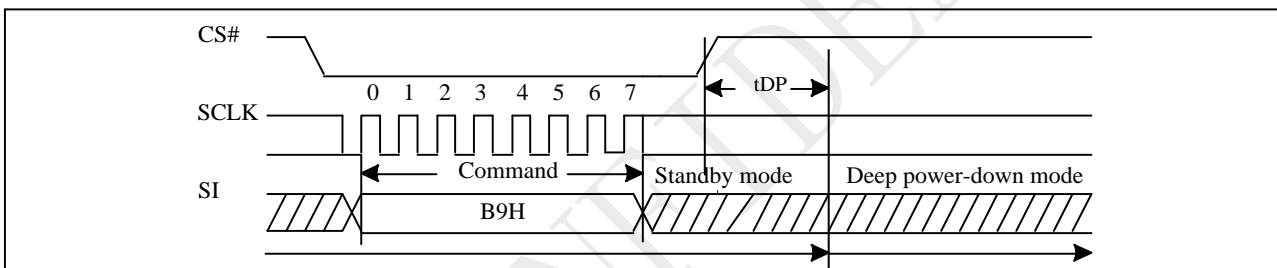 CS#
tDP
0 1 2 3 4 5 6 7
SCLK
Command
Standby mode
Deep power-down mode
SI
B9H